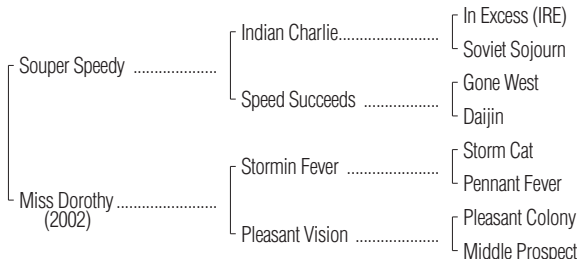 In Excess (IRE)
Indian Charlie....................
Soviet Sojourn
Souper Speedy ....................
Gone West
Speed Succeeds ..................
Daijin
Storm Cat
Stormin Fever ......................
Pennant Fever
Miss Dorothy ........................
(2002)
Pleasant Colony
Pleasant Vision ....................
Middle Prospect